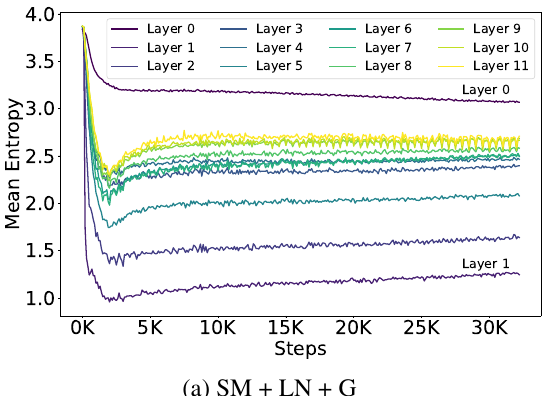 4.0
3.5
3.0
2.5
2.0
1.5
1.0
Mean Entropy
Layer 0 Layer 3 Layer 6 Layer 9
Layer 1 Layer 4 Layer 7 Layer 10
Layer 2 Layer 5 Layer 8 Layer 11
Layer 0
Layer 1
0K 5K 10K 15K 20K 25K 30K
Steps
(a) SM + LN + G